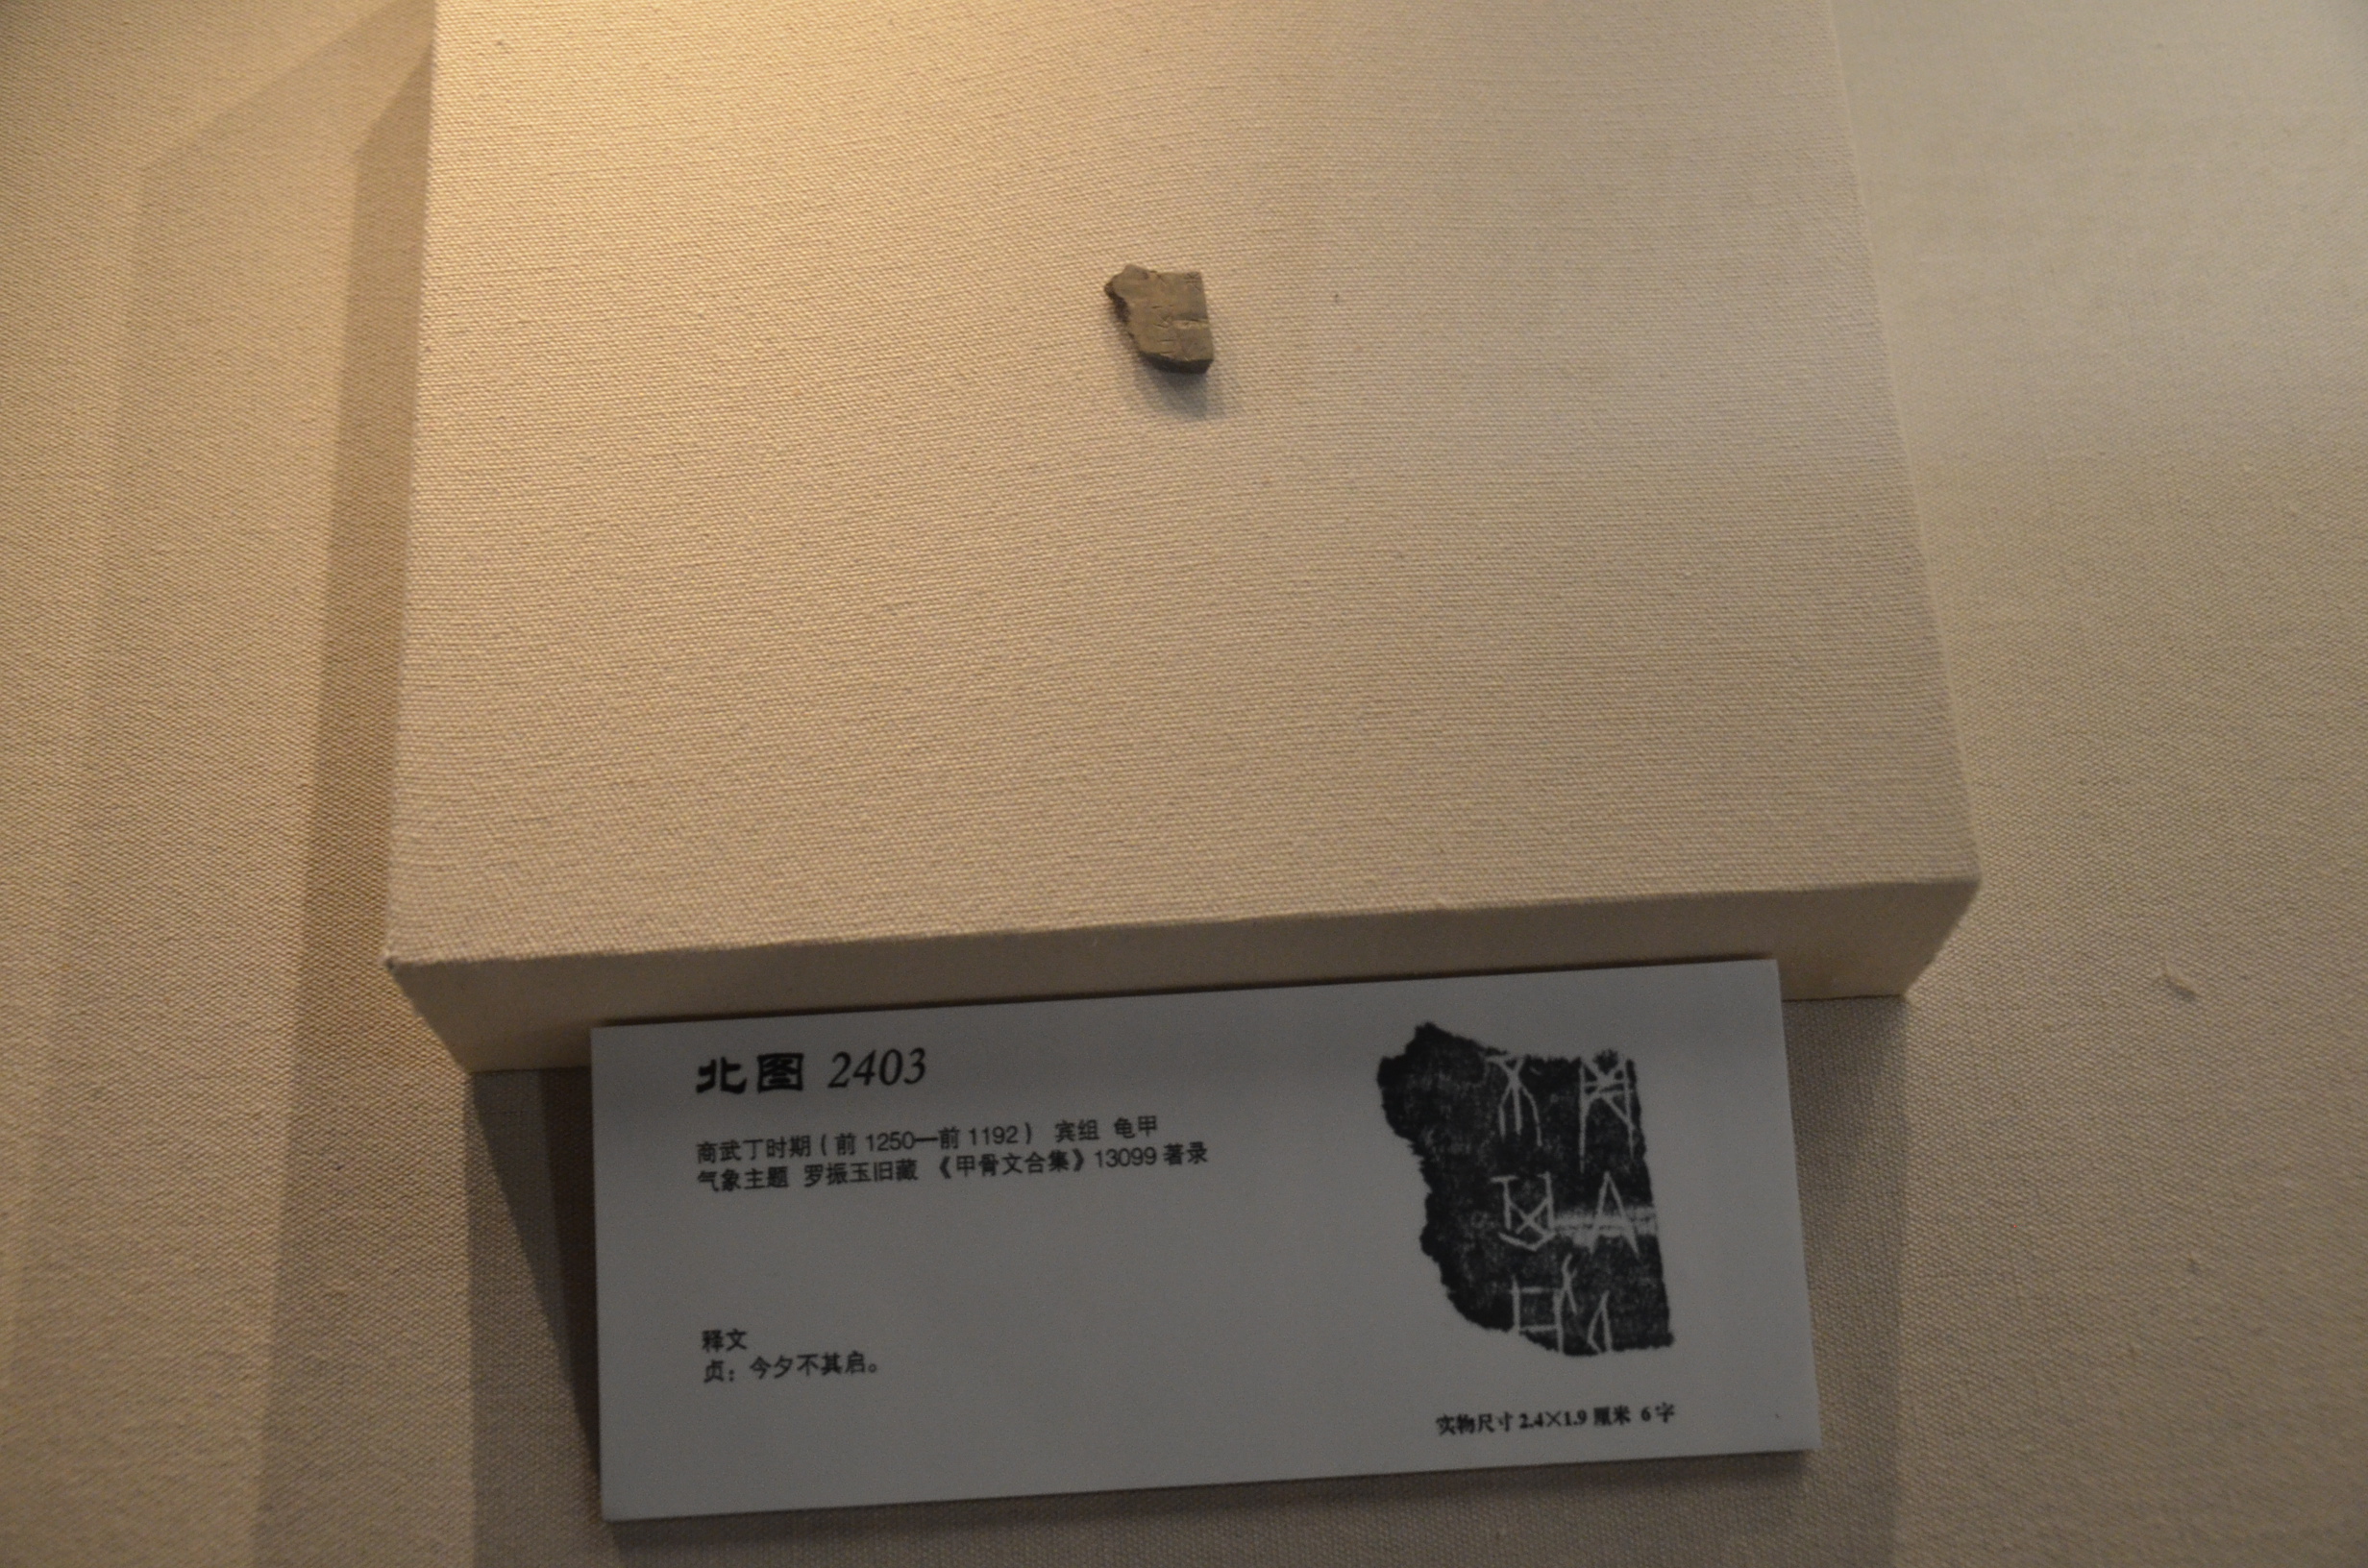 北图 2403
商武丁时期（前 1250—前 1192） 宾组 龟甲
气象主题 罗振玉旧藏 《甲骨文合集》13099 著录
释文
贞：今夕不其启。
实物尺寸 2.4×1.9 厘米 6 字